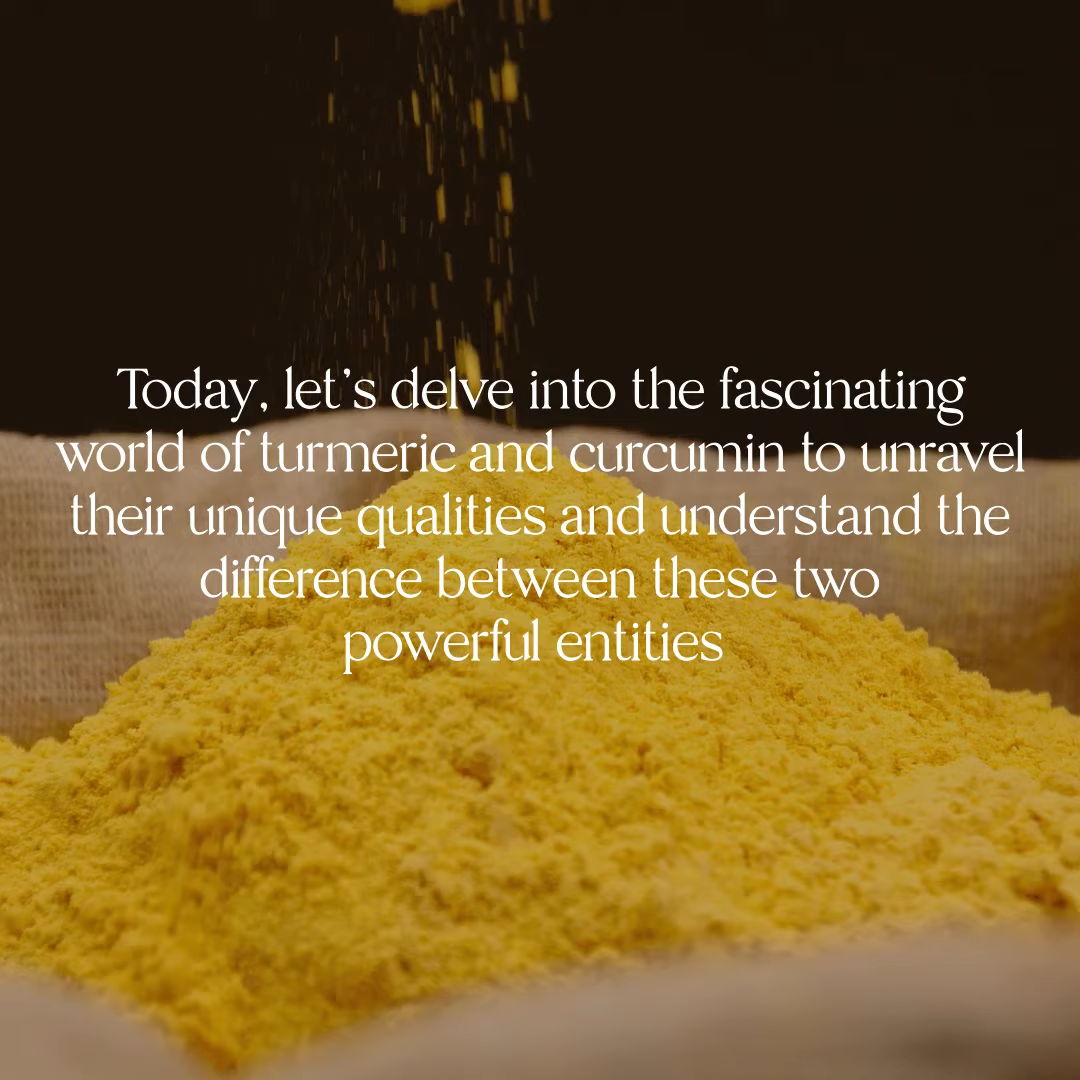 Today, let's delve into the fascinating
world of turmeric and curcumin to unravel
their unique qualities and understand the
difference between these two
powerful entities